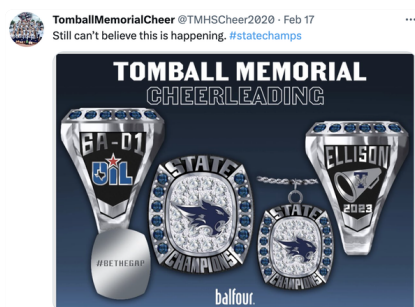 TomballMemorialCheer @TMHSCheer2020 · Feb 17
Still can't believe this is happening. #statechamps
TOMBALL MEMORIAL
CHEERLEADING
6A-D1
UIL
#BETHEGAP
STATE
CHAMPIONS
STATE
CHAMPIONS
ELLISON
T
2023
balfour.